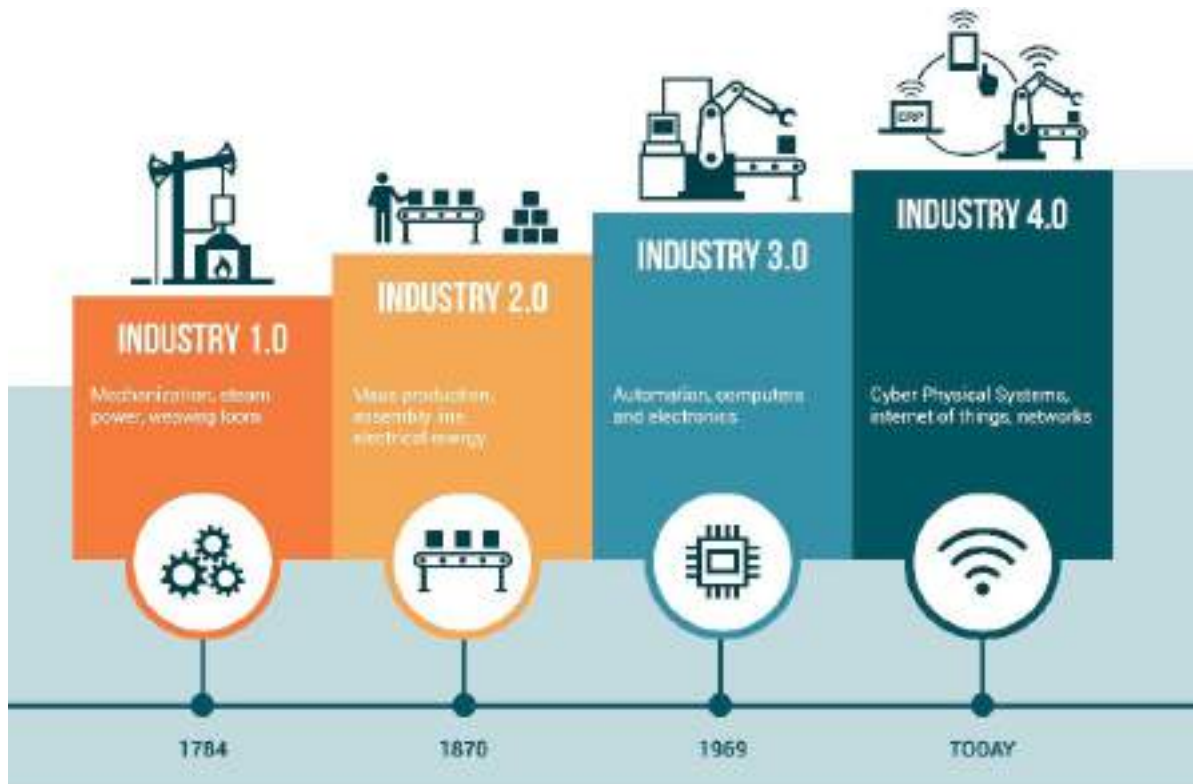 ERP
INDUSTRY 4.0
INDUSTRY 3.0
INDUSTRY 2.0
INDUSTRY 1.0
Mechanization, steam
power, weaving loom
Mass production,
assembly line,
electrical energy
Automation, computers
and electronics
Cyber Physical Systems,
internet of things, networks
1784
1870
1969
TODAY